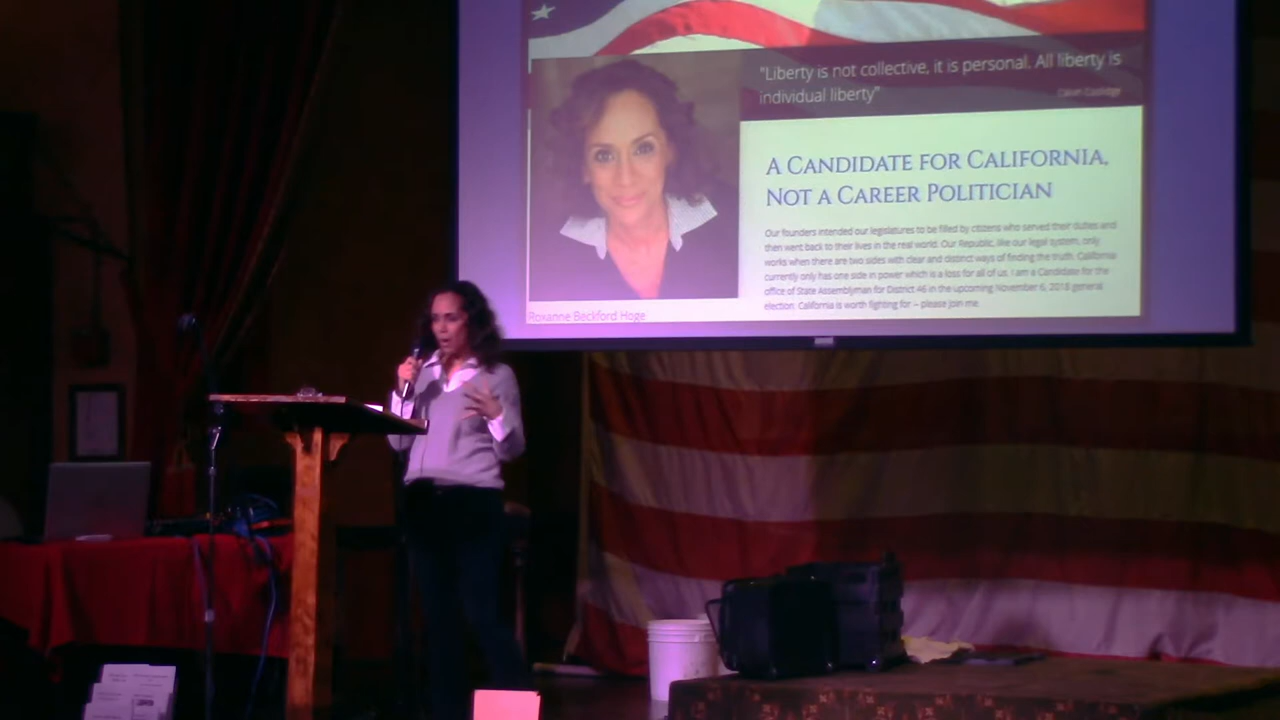 "Liberty is not collective, it is personal. All liberty is
individual liberty"
Calvin Coolidge
A CANDIDATE FOR CALIFORNIA,
NOT A CAREER POLITICIAN
Our founders intended our legislatures to be filled by citizens who served their duties and
then went back to their lives in the real world. Our Republic, like our legal system, only
works when there are two sides with clear and distinct ways of finding the truth. California
currently only has one side in power which is a loss for all of us. I am a Candidate for the
office of State Assemblyman for District 46 in the upcoming November 6, 2018 general
election. California is worth fighting for – please join me.
Roxanne Beckford Hoge